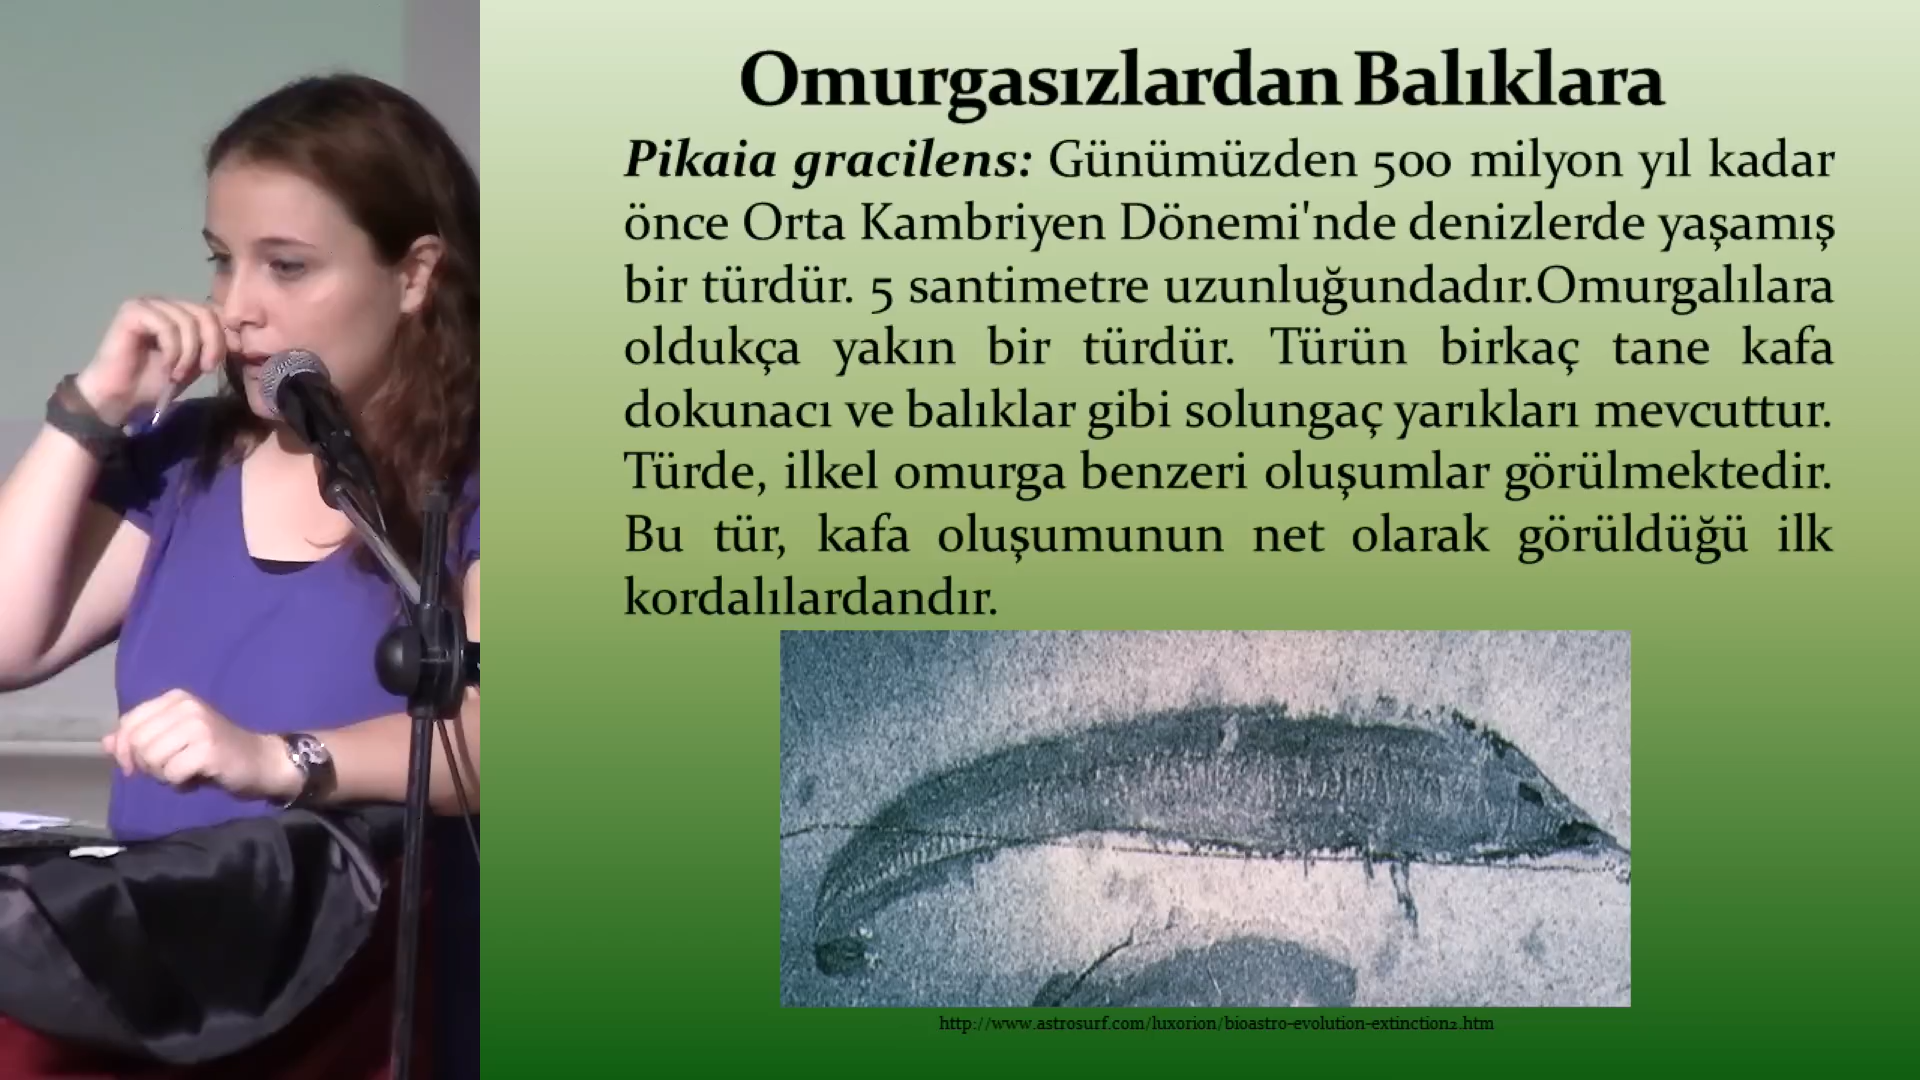 Omurgasızlardan Balıklara
Pikaia gracilens: Günümüzden 500 milyon yıl kadar
önce Orta Kambriyen Dönemi'nde denizlerde yaşamış
bir türdür. 5 santimetre uzunluğundadır.Omurgalılara
oldukça yakın bir türdür. Türün birkaç tane kafa
dokunacı ve balıklar gibi solungaç yarıkları mevcuttur.
Türde, ilkel omurga benzeri oluşumlar görülmektedir.
Bu tür, kafa oluşumunun net olarak görüldüğü ilk
kordalılardandır.
http://www.astrosurf.com/luxorion/bioastro-evolution-extinction2.htm